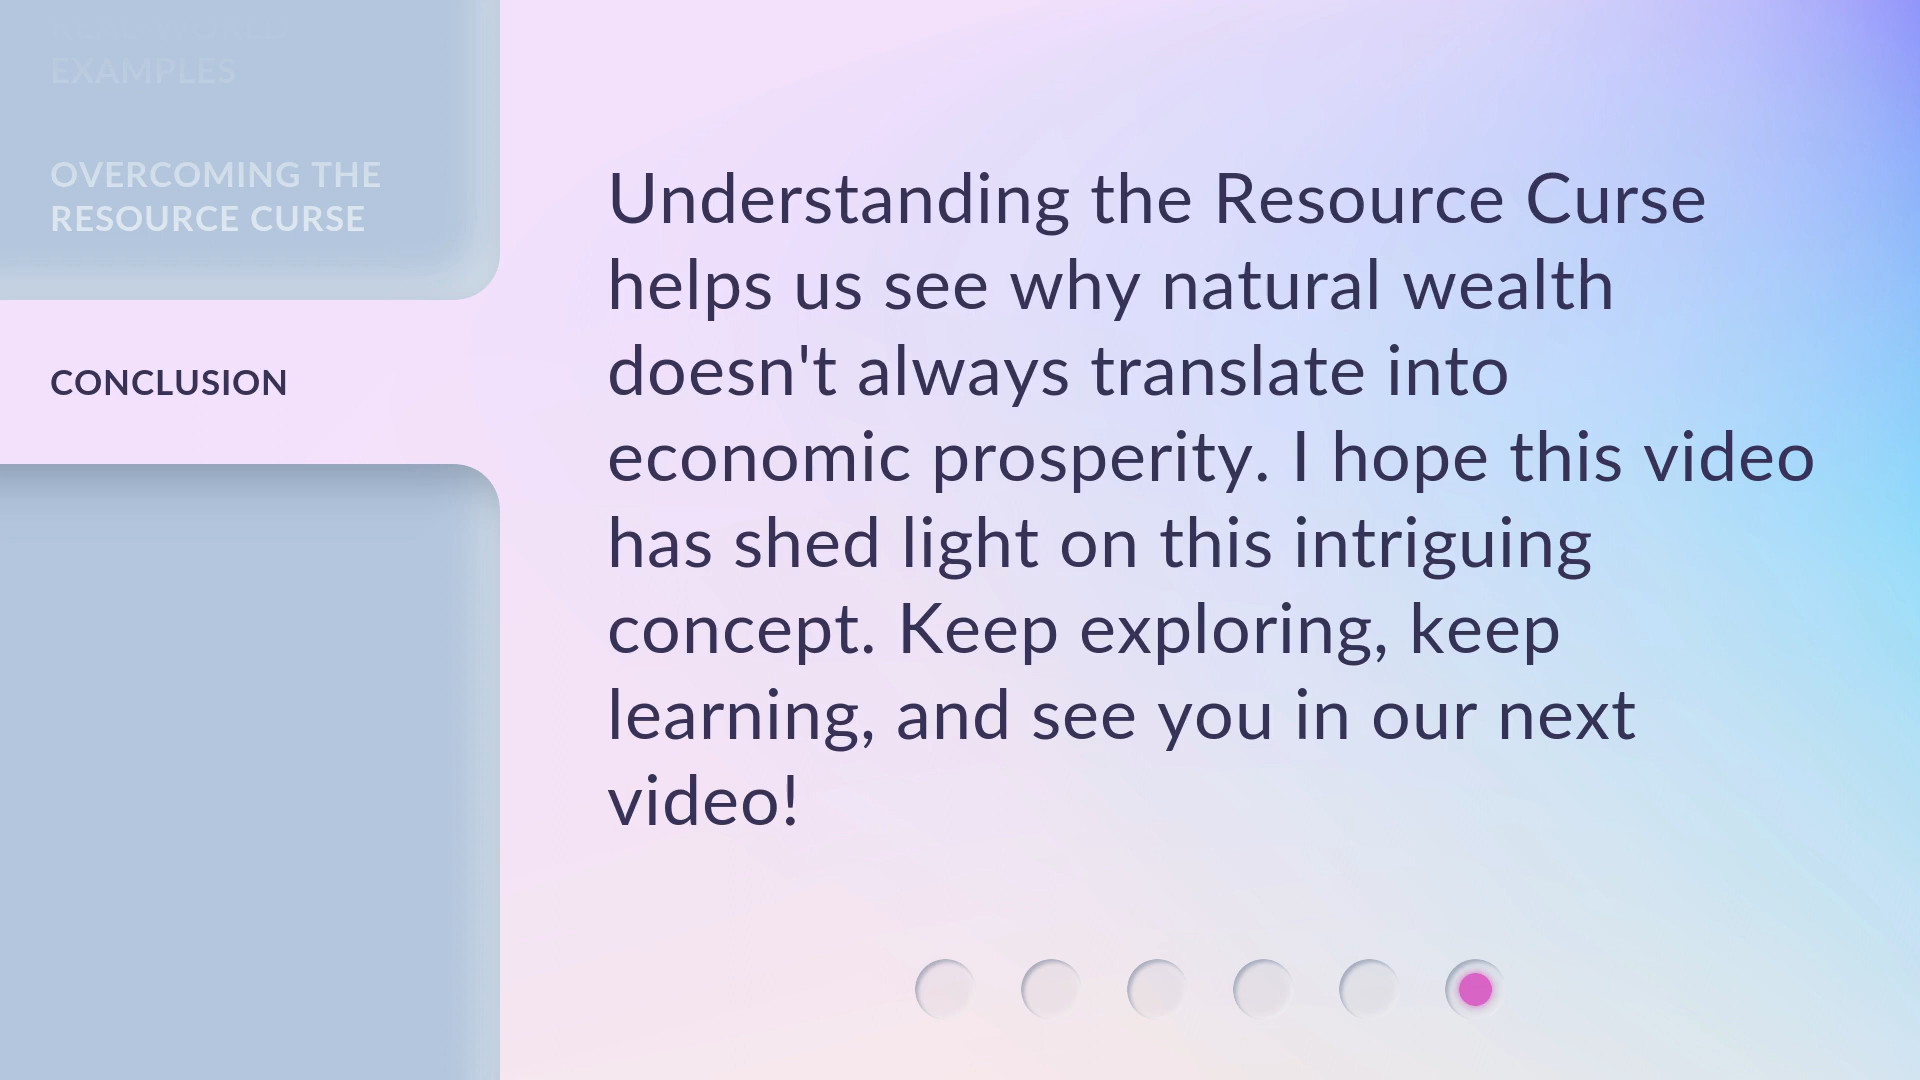 EXAMPLES
OVERCOMING THE
RESOURCE CURSE
CONCLUSION
Understanding the Resource Curse
helps us see why natural wealth
doesn't always translate into
economic prosperity. I hope this video
has shed light on this intriguing
concept. Keep exploring, keep
learning, and see you in our next
video!